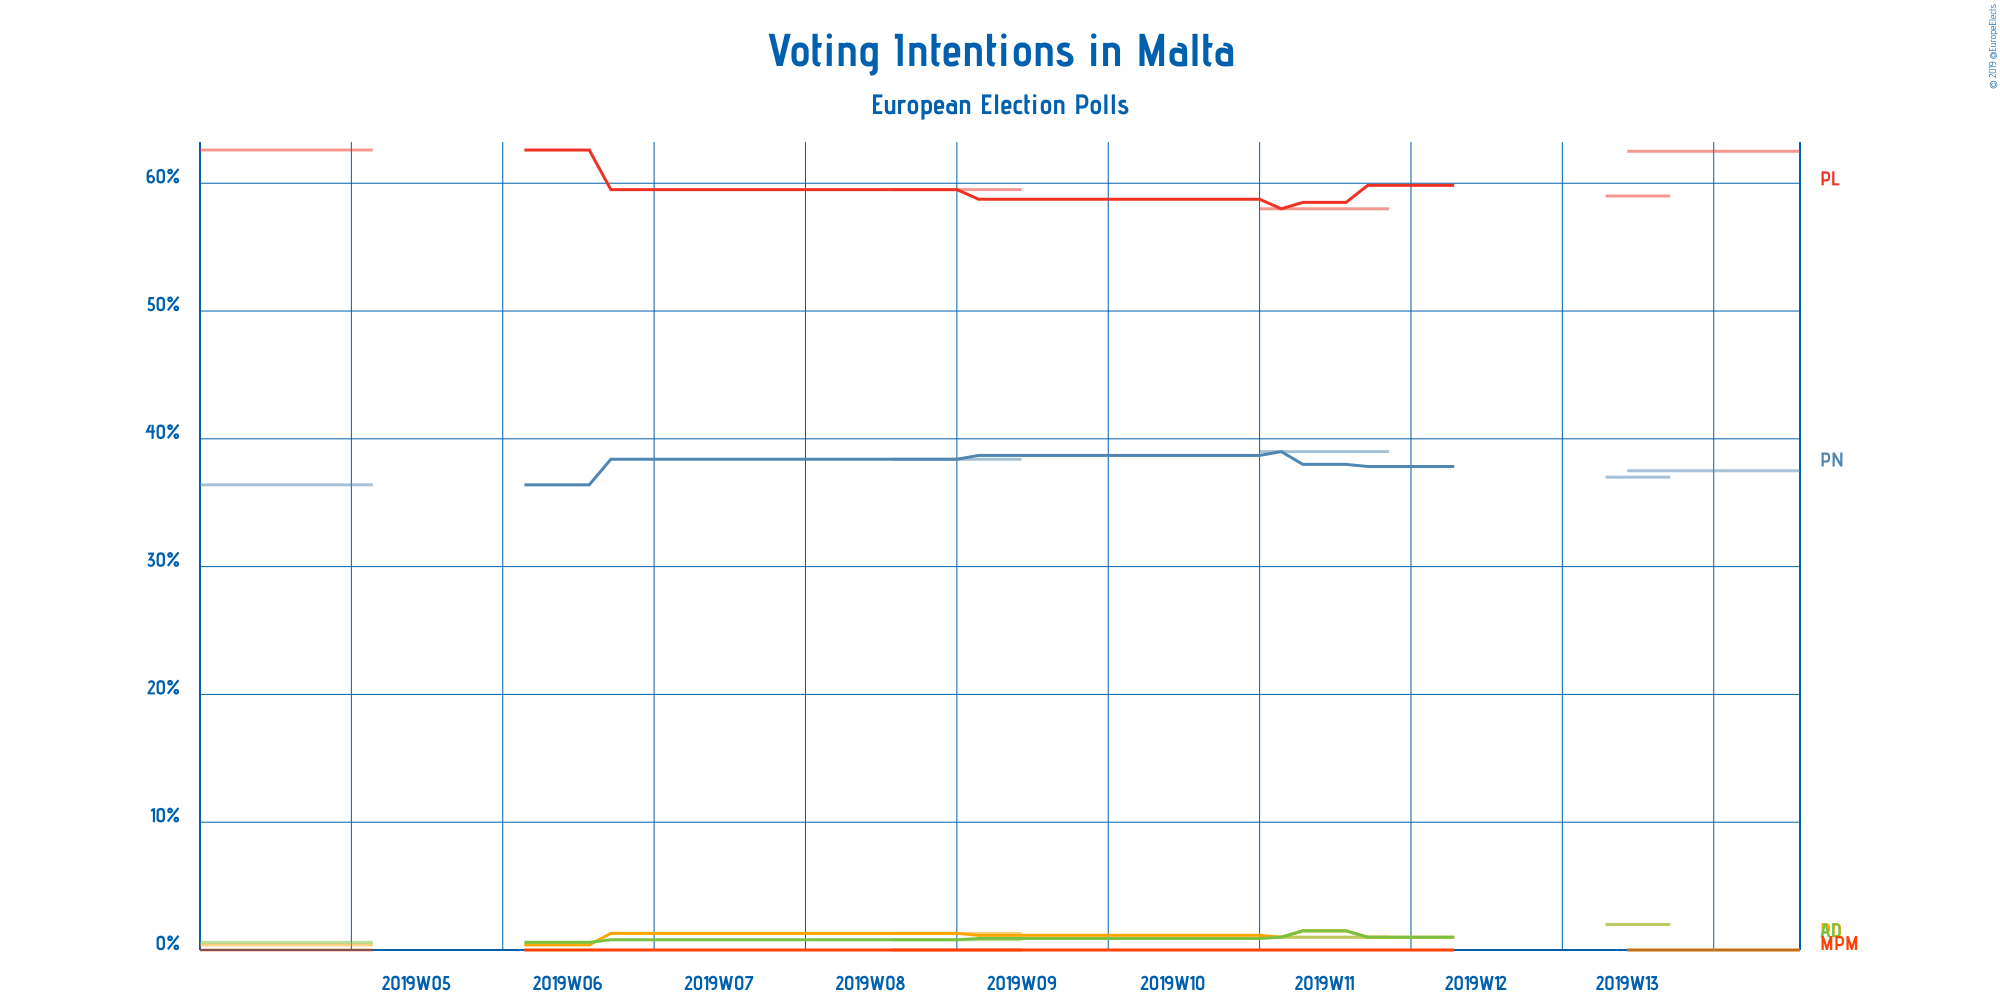 Voting Intentions in Malta
European Election Polls
© 2019 @EuropeElects
60%
50%
40%
30%
20%
10%
0%
PL
PN
AD
MPM
2019W05
2019W06
2019W07
2019W08
2019W09
2019W10
2019W11
2019W12
2019W13